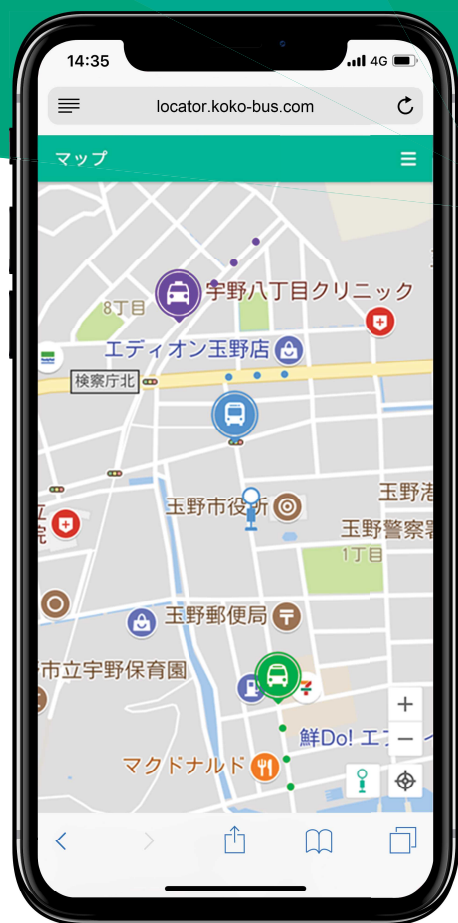 14:35
4G
locator.koko-bus.com
マップ
宇野八丁目クリニック
8丁目
エディオン玉野店
検察庁北
玉野市役所
玉野港
玉野警察署
1丁目
玉野郵便局
市立宇野保育園
鮮Do! エブ
マクドナルド